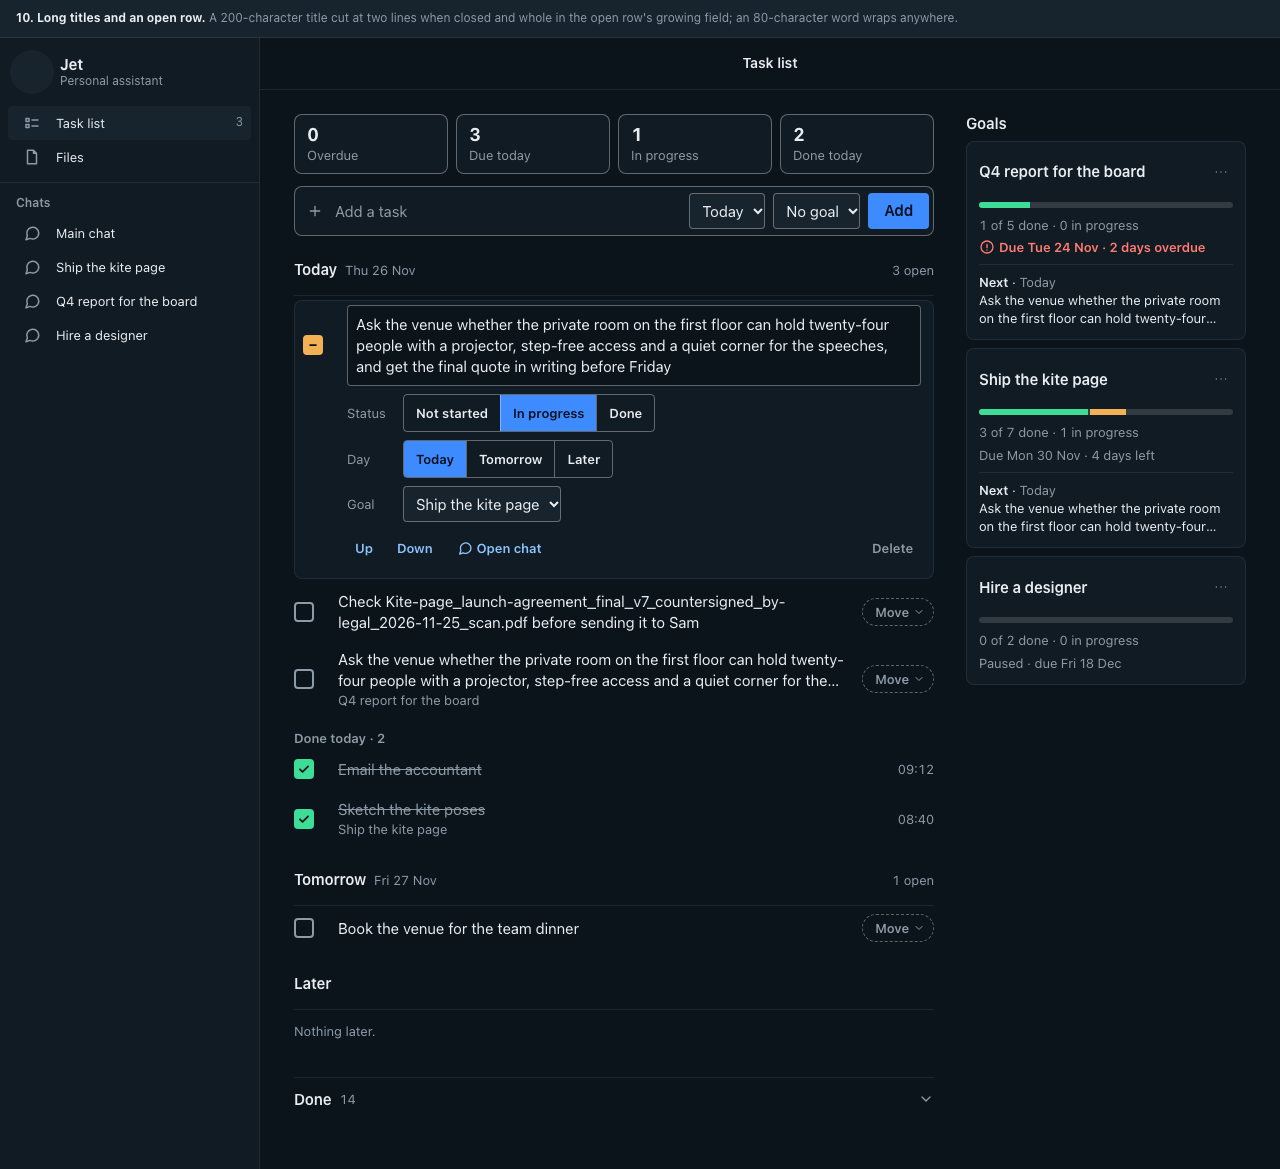 10. Long titles and an open row. A 200-character title cut at two lines when closed and whole in the open row's growing field; an 80-character word wraps anywhere.
Jet
Personal assistant
Task list 3
Files
Chats
Main chat
Ship the kite page
Q4 report for the board
Hire a designer
Task list
0
Overdue
3
Due today
1
In progress
2
Done today
Add a task
Today
No goal
Add
Today Thu 26 Nov 3 open
Ask the venue whether the private room on the first floor can hold twenty-four
people with a projector, step-free access and a quiet corner for the speeches,
and get the final quote in writing before Friday
Status Not started In progress Done
Day Today Tomorrow Later
Goal Ship the kite page
Up Down Open chat Delete
Check Kite-page_launch-agreement_final_v7_countersigned_by-
legal_2026-11-25_scan.pdf before sending it to Sam
Move
Ask the venue whether the private room on the first floor can hold twenty-
four people with a projector, step-free access and a quiet corner for the...
Q4 report for the board
Move
Done today · 2
Email the accountant 09:12
Sketch the kite poses
Ship the kite page
08:40
Tomorrow Fri 27 Nov 1 open
Book the venue for the team dinner Move
Later
Nothing later.
Done 14
Goals
Q4 report for the board ...
1 of 5 done · 0 in progress
Due Tue 24 Nov · 2 days overdue
Next · Today
Ask the venue whether the private room
on the first floor can hold twenty-four...
Ship the kite page ...
3 of 7 done · 1 in progress
Due Mon 30 Nov · 4 days left
Next · Today
Ask the venue whether the private room
on the first floor can hold twenty-four...
Hire a designer ...
0 of 2 done · 0 in progress
Paused · due Fri 18 Dec